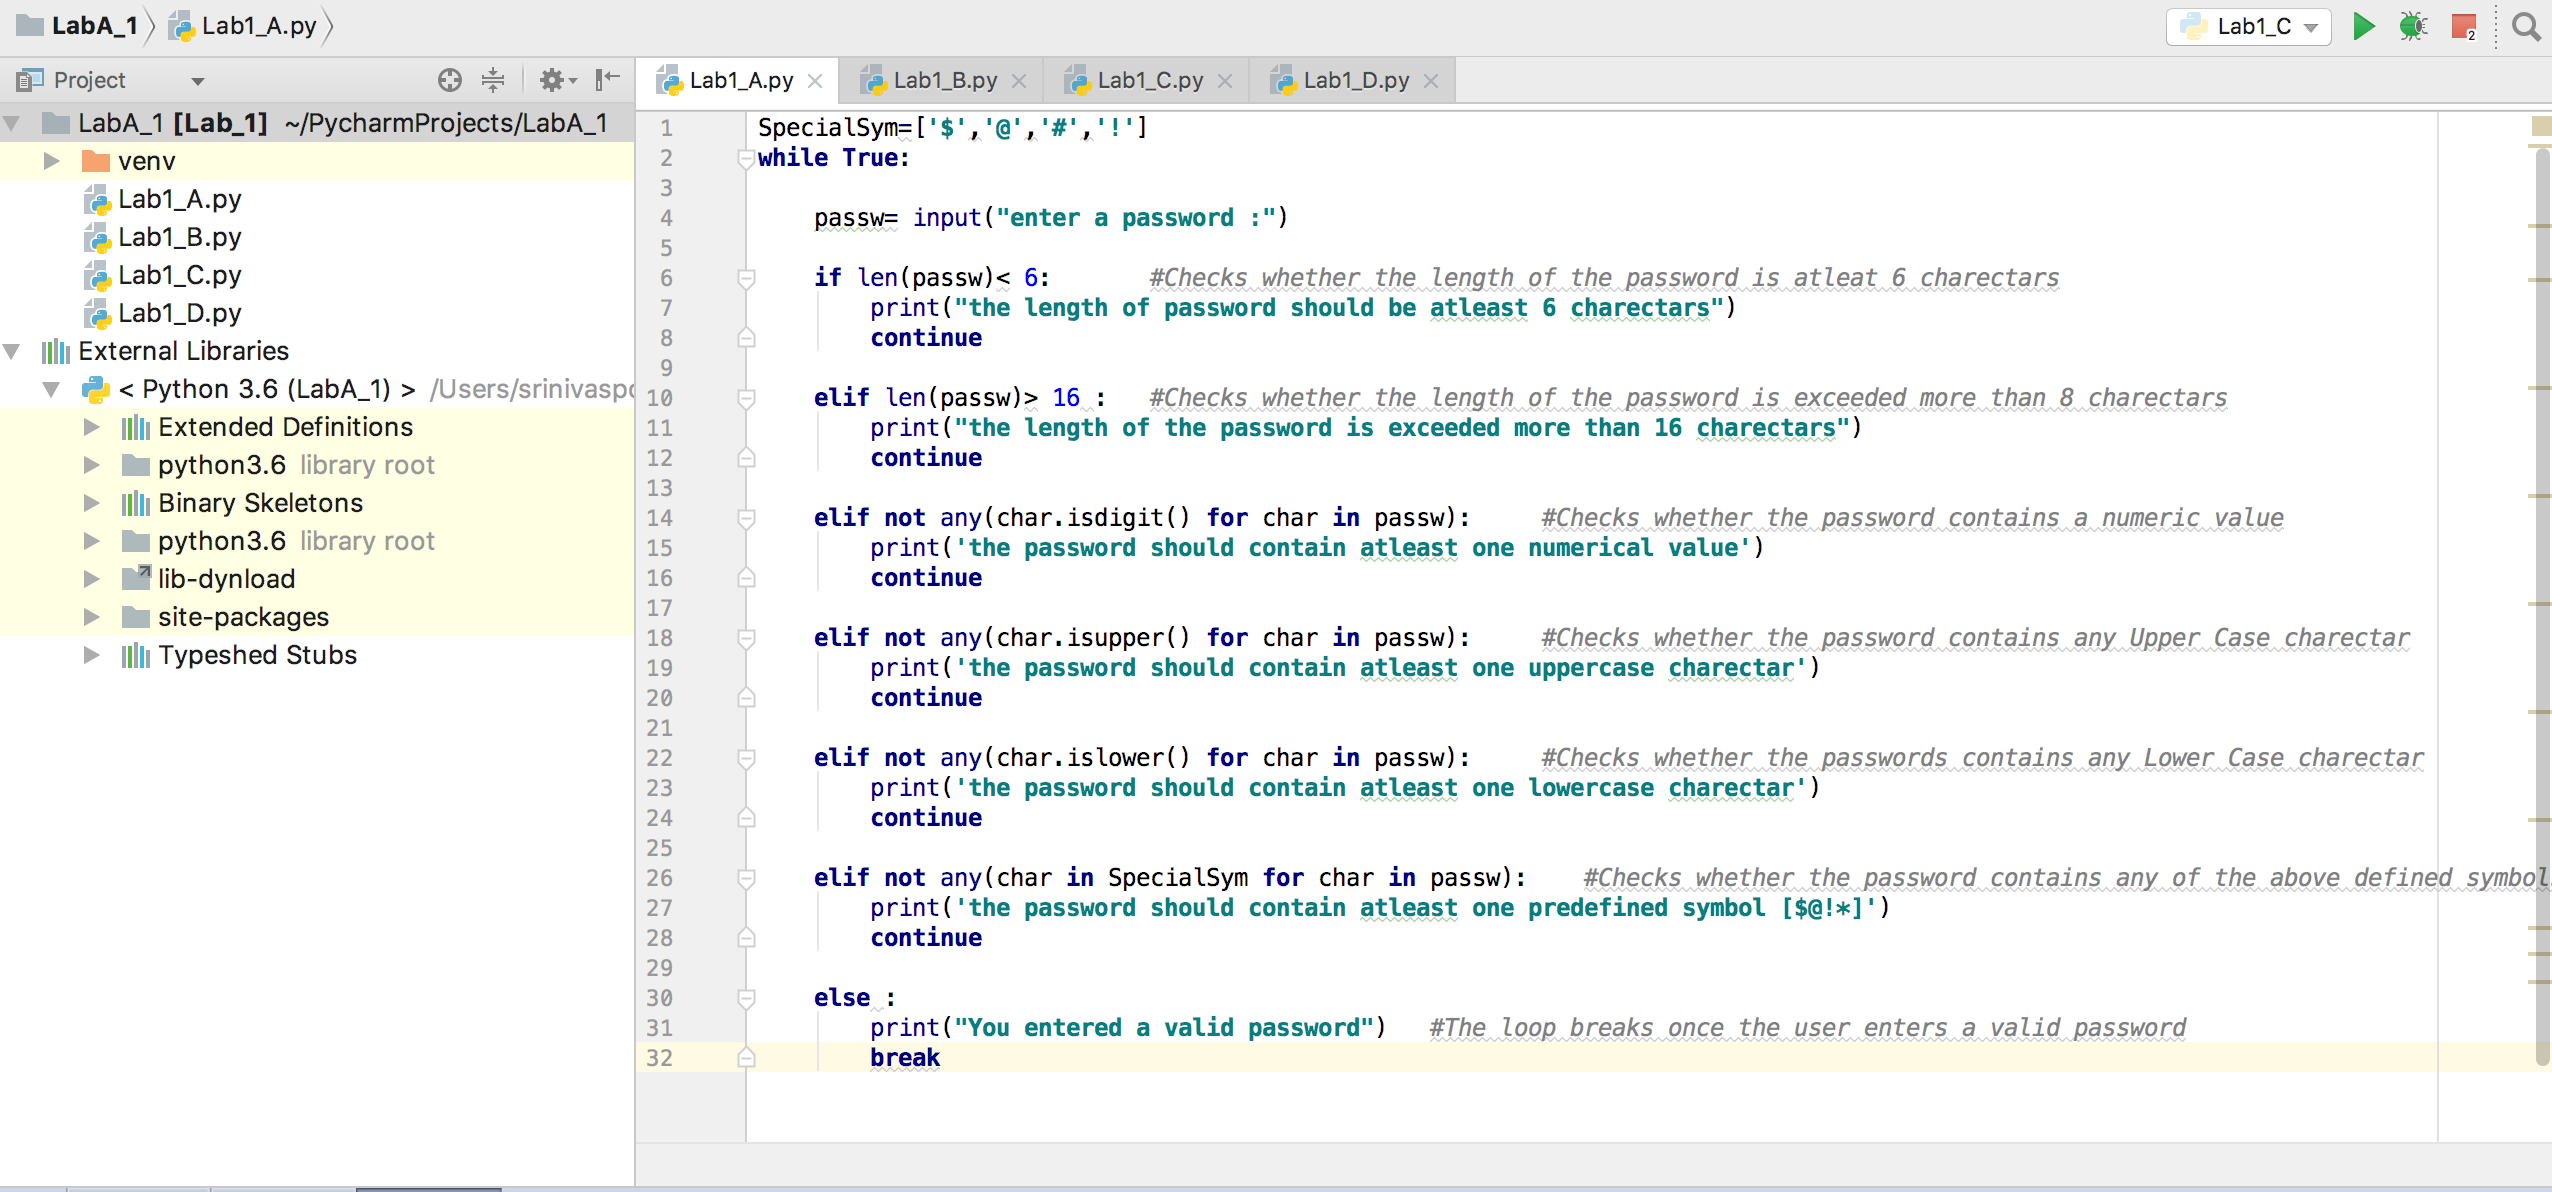 LabA_1 Lab1_A.py Lab1_C 2
Project
Lab1_A.py Lab1_B.py Lab1_C.py Lab1_D.py
LabA_1 [Lab_1] ~/PycharmProjects/LabA_1
venv
Lab1_A.py
Lab1_B.py
Lab1_C.py
Lab1_D.py
External Libraries
< Python 3.6 (LabA_1) > /Users/srinivaspo
Extended Definitions
python3.6 library root
Binary Skeletons
python3.6 library root
lib-dynload
site-packages
Typeshed Stubs
1 SpecialSym=['$','@','#','!']
2 while True:
3
4 passw= input("enter a password :")
5
6 if len(passw)< 6: #Checks whether the length of the password is atleat 6 charectars
7 print("the length of password should be atleast 6 charectars")
8 continue
9
10 elif len(passw)> 16 : #Checks whether the length of the password is exceeded more than 8 charectars
11 print("the length of the password is exceeded more than 16 charectars")
12 continue
13
14 elif not any(char.isdigit() for char in passw): #Checks whether the password contains a numeric value
15 print('the password should contain atleast one numerical value')
16 continue
17
18 elif not any(char.isupper() for char in passw): #Checks whether the password contains any Upper Case charectar
19 print('the password should contain atleast one uppercase charectar')
20 continue
21
22 elif not any(char.islower() for char in passw): #Checks whether the passwords contains any Lower Case charectar
23 print('the password should contain atleast one lowercase charectar')
24 continue
25
26 elif not any(char in SpecialSym for char in passw): #Checks whether the password contains any of the above defined symbol
27 print('the password should contain atleast one predefined symbol [$@!*]')
28 continue
29
30 else :
31 print("You entered a valid password") #The loop breaks once the user enters a valid password
32 break